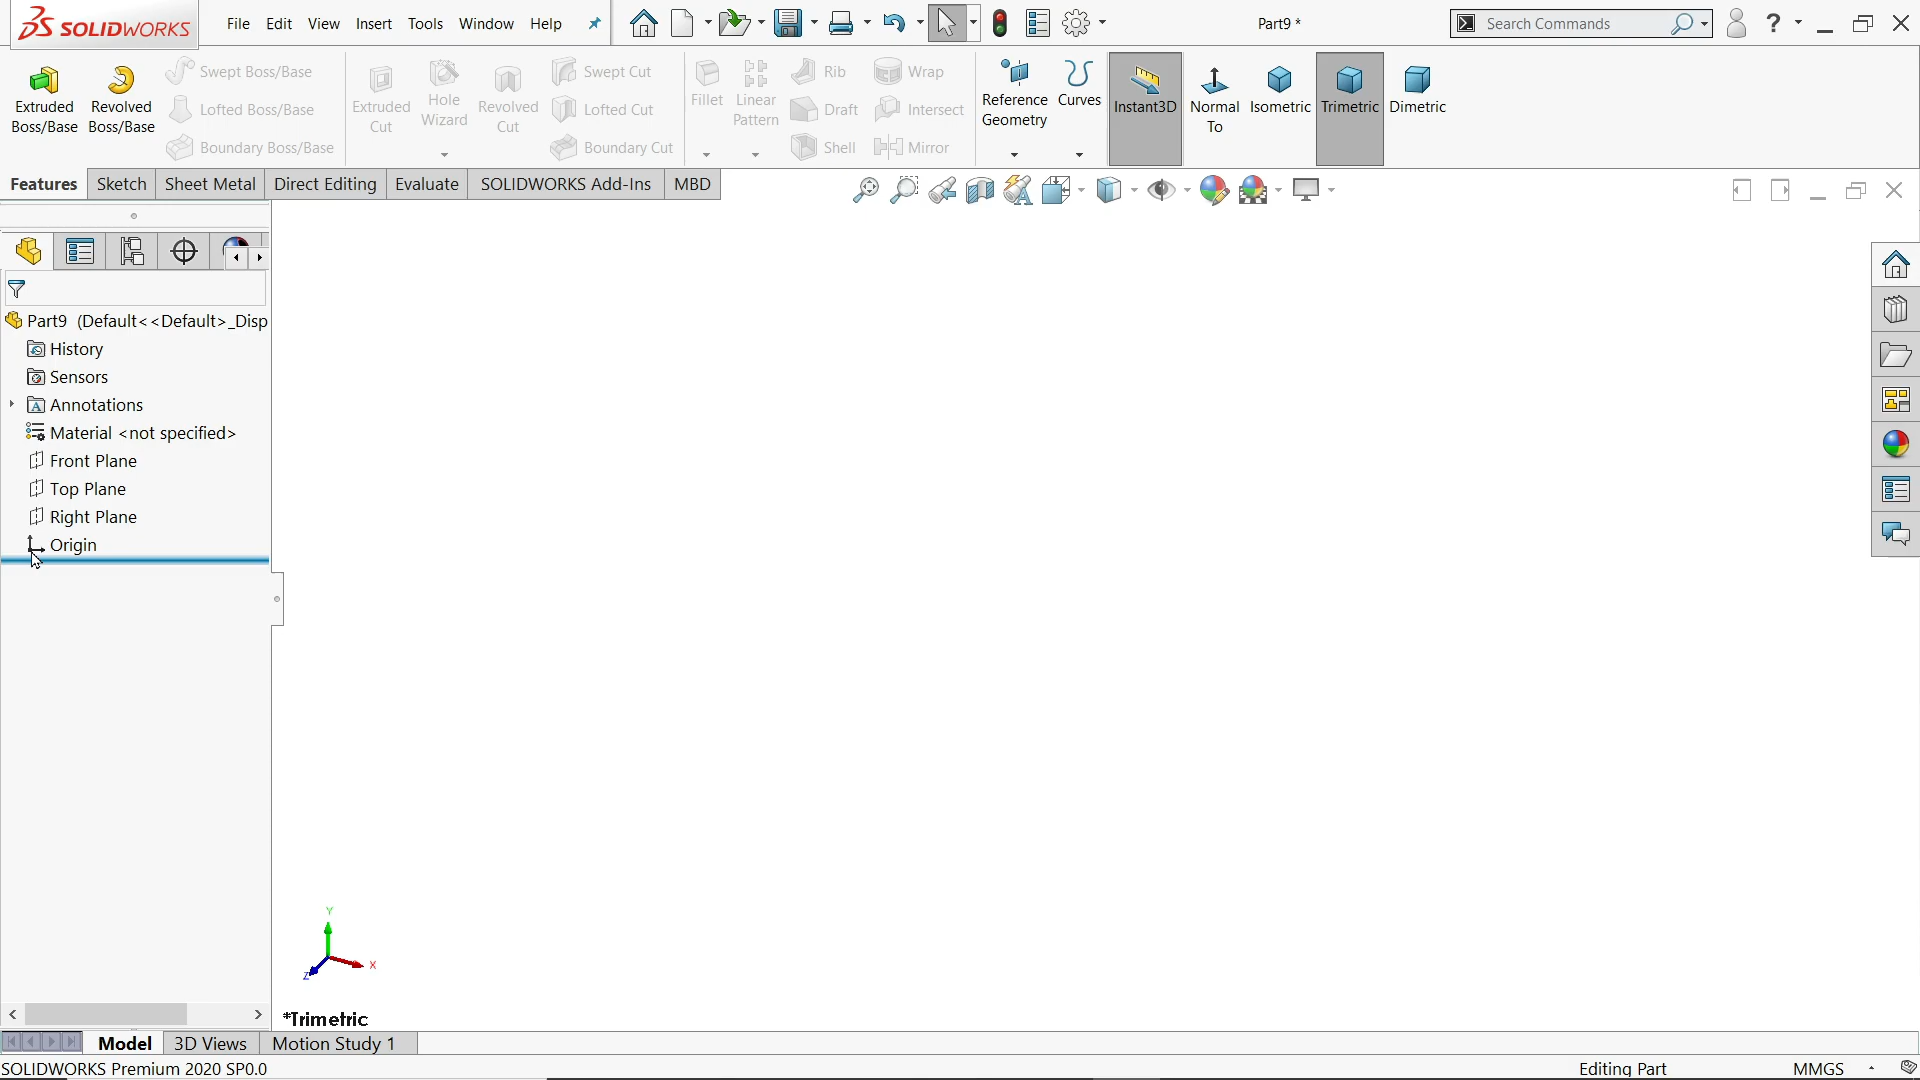 SOLIDWORKS File Edit View Insert Tools Window Help Part9 * Search Commands ?
Extruded Boss/Base
Revolved Boss/Base
Swept Boss/Base
Lofted Boss/Base
Boundary Boss/Base
Extruded Cut
Hole Wizard
Revolved Cut
Swept Cut
Lofted Cut
Boundary Cut
Fillet
Linear Pattern
Rib
Draft
Shell
Wrap
Intersect
Mirror
Reference Geometry
Curves
Instant3D
Normal To
Isometric
Trimetric
Dimetric
Features Sketch Sheet Metal Direct Editing Evaluate SOLIDWORKS Add-Ins MBD
Part9 (Default<<Default>_Disp
History
Sensors
Annotations
Material <not specified>
Front Plane
Top Plane
Right Plane
Origin
Y
X
Z
*Trimetric
Model 3D Views Motion Study 1
SOLIDWORKS Premium 2020 SP0.0 Editing Part MMGS